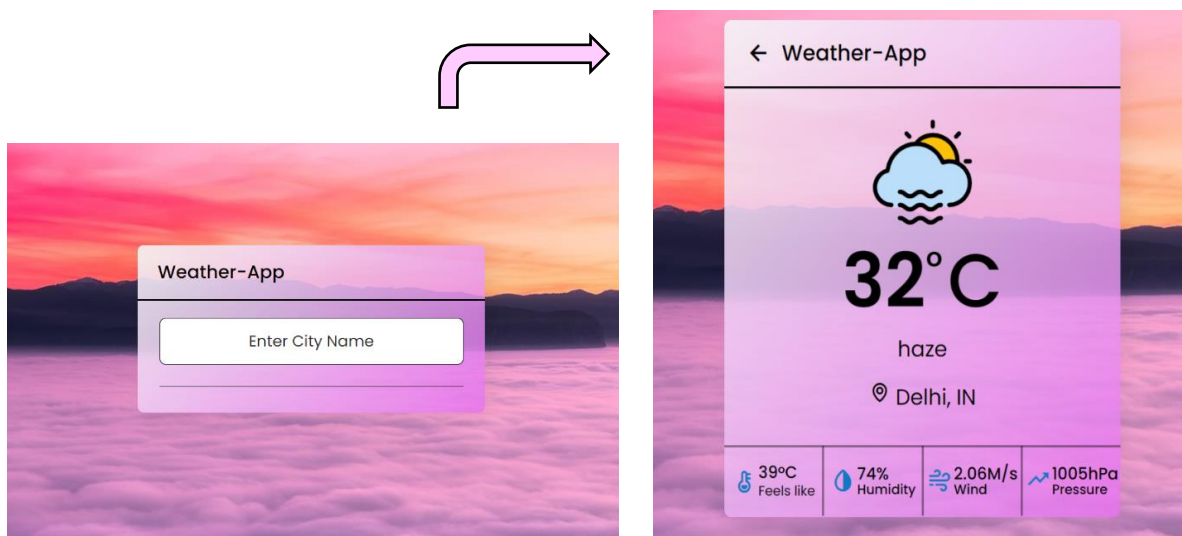 Weather-App
Enter City Name
← Weather-App
32°C
haze
Delhi, IN
39°C
Feels like
74%
Humidity
2.06M/s
Wind
1005hPa
Pressure